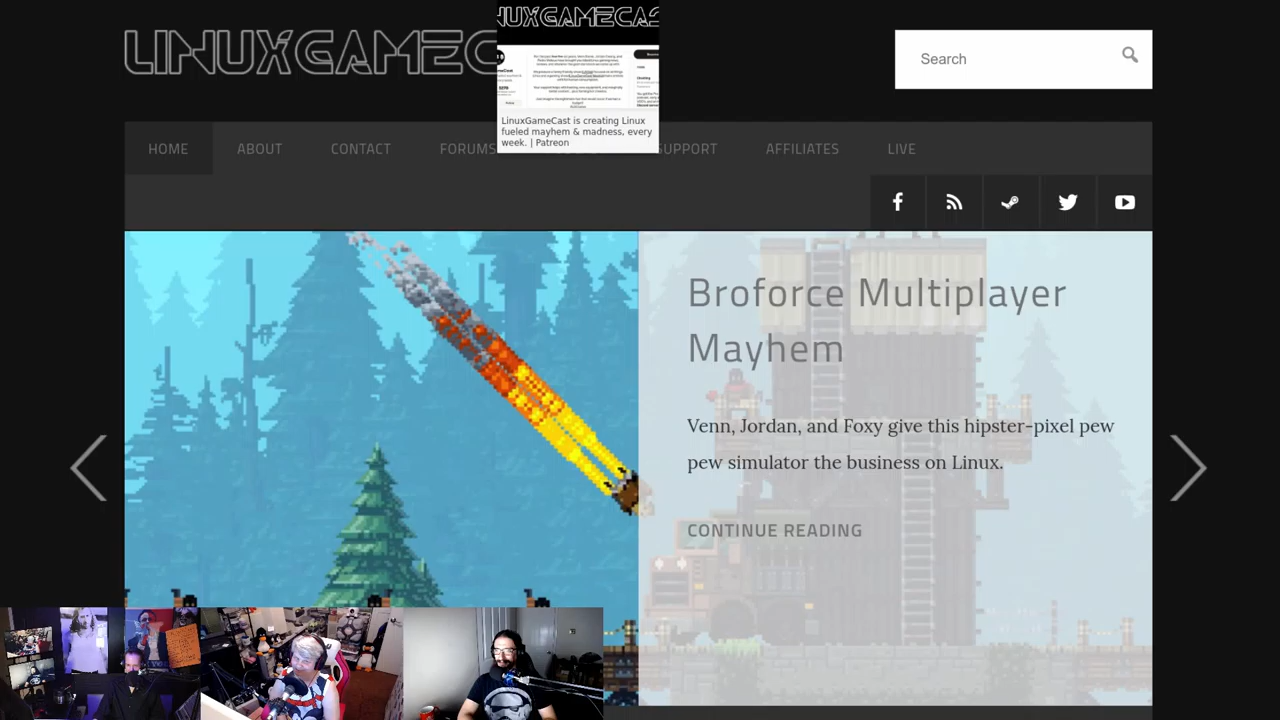 LINUXGAMEC
NUXGAMECAS
LinuxGameCast is creating Linux
fueled mayhem & madness, every
week. | Patreon
Search
HOME
ABOUT
CONTACT
FORUMS
SUPPORT
AFFILIATES
LIVE
Broforce Multiplayer
Mayhem
Venn, Jordan, and Foxy give this hipster-pixel pew
pew simulator the business on Linux.
CONTINUE READING